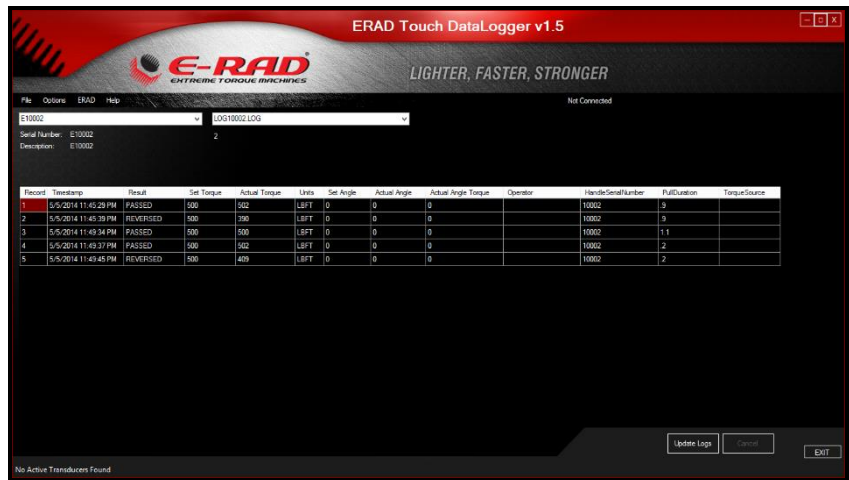 ERAD Touch DataLogger v1.5
E-RAD
EXTREME TORQUE MACHINES
LIGHTER, FASTER, STRONGER
File Options ERAD Help Not Connected
E10002 LOG10002.LOG
Serial Number: E10002 2
Description: E10002
Record Timestamp Result Set Torque Actual Torque Units Set Angle Actual Angle Actual Angle Torque Operator HandleSerialNumber PullDuration TorqueSource
1 5/5/2014 11:45:29 PM PASSED 500 502 LBFT 0 0 0 10002 .9
2 5/5/2014 11:45:39 PM REVERSED 500 390 LBFT 0 0 0 10002 .9
3 5/5/2014 11:49:34 PM PASSED 500 500 LBFT 0 0 0 10002 1.1
4 5/5/2014 11:49:37 PM PASSED 500 502 LBFT 0 0 0 10002 .2
5 5/5/2014 11:49:45 PM REVERSED 500 409 LBFT 0 0 0 10002 .2
Update Logs Cancel EXIT
No Active Transducers Found